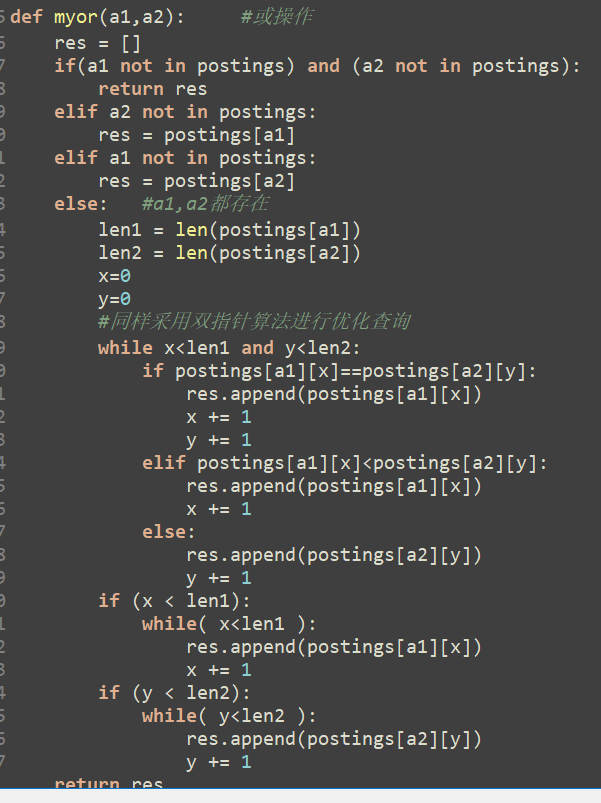 def myor(a1,a2):     #或操作
    res = []
    if(a1 not in postings) and (a2 not in postings):
        return res
    elif a2 not in postings:
        res = postings[a1]
    elif a1 not in postings:
        res = postings[a2]
    else:   #a1,a2都存在
        len1 = len(postings[a1])
        len2 = len(postings[a2])
        x=0
        y=0
        #同样采用双指针算法进行优化查询
        while x<len1 and y<len2:
            if postings[a1][x]==postings[a2][y]:
                res.append(postings[a1][x])
                x += 1
                y += 1
            elif postings[a1][x]<postings[a2][y]:
                res.append(postings[a1][x])
                x += 1
            else:
                res.append(postings[a2][y])
                y += 1
        if (x < len1):
            while( x<len1 ):
                res.append(postings[a1][x])
                x += 1
        if (y < len2):
            while( y<len2 ):
                res.append(postings[a2][y])
                y += 1
    return res